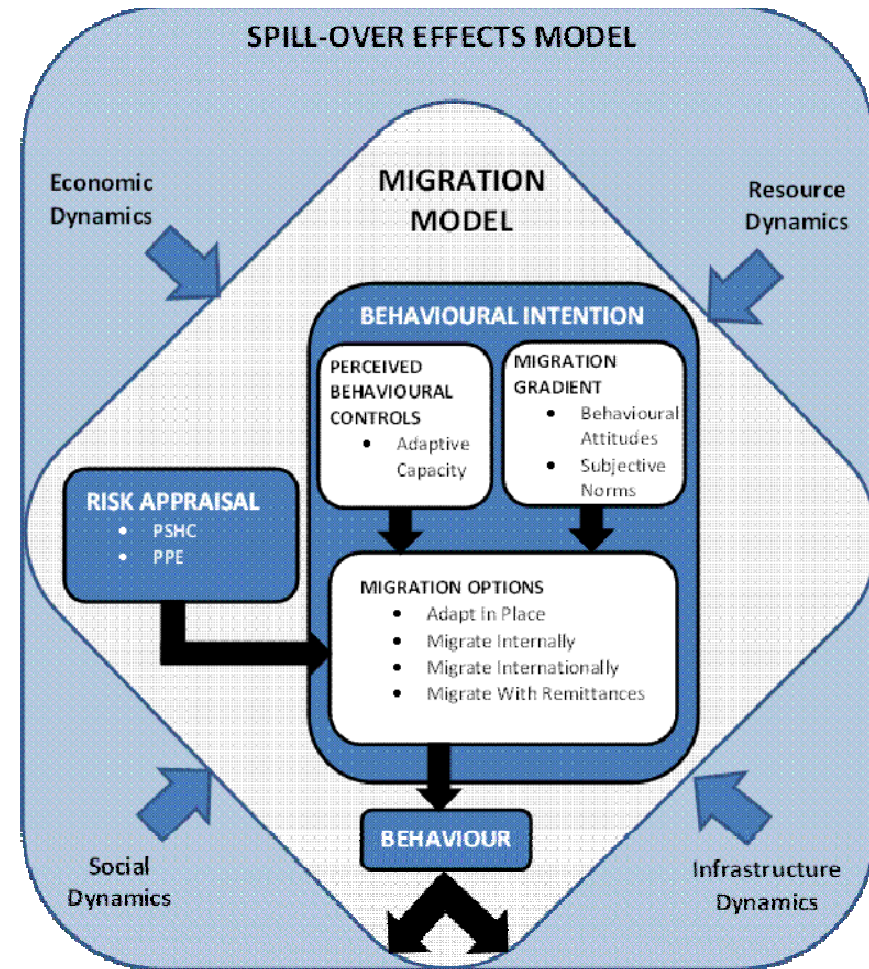 SPILL-OVER EFFECTS MODEL
Economic
Dynamics
MIGRATION
MODEL
Resource
Dynamics
BEHAVIOURAL INTENTION
PERCEIVED
BEHAVIOURAL
CONTROLS
• Adaptive
Capacity
MIGRATION
GRADIENT
• Behavioural
Attitudes
• Subjective
Norms
RISK APPRAISAL
• PSHC
• PPE
MIGRATION OPTIONS
• Adapt in Place
• Migrate Internally
• Migrate Internationally
• Migrate With Remittances
BEHAVIOUR
Social
Dynamics
Infrastructure
Dynamics